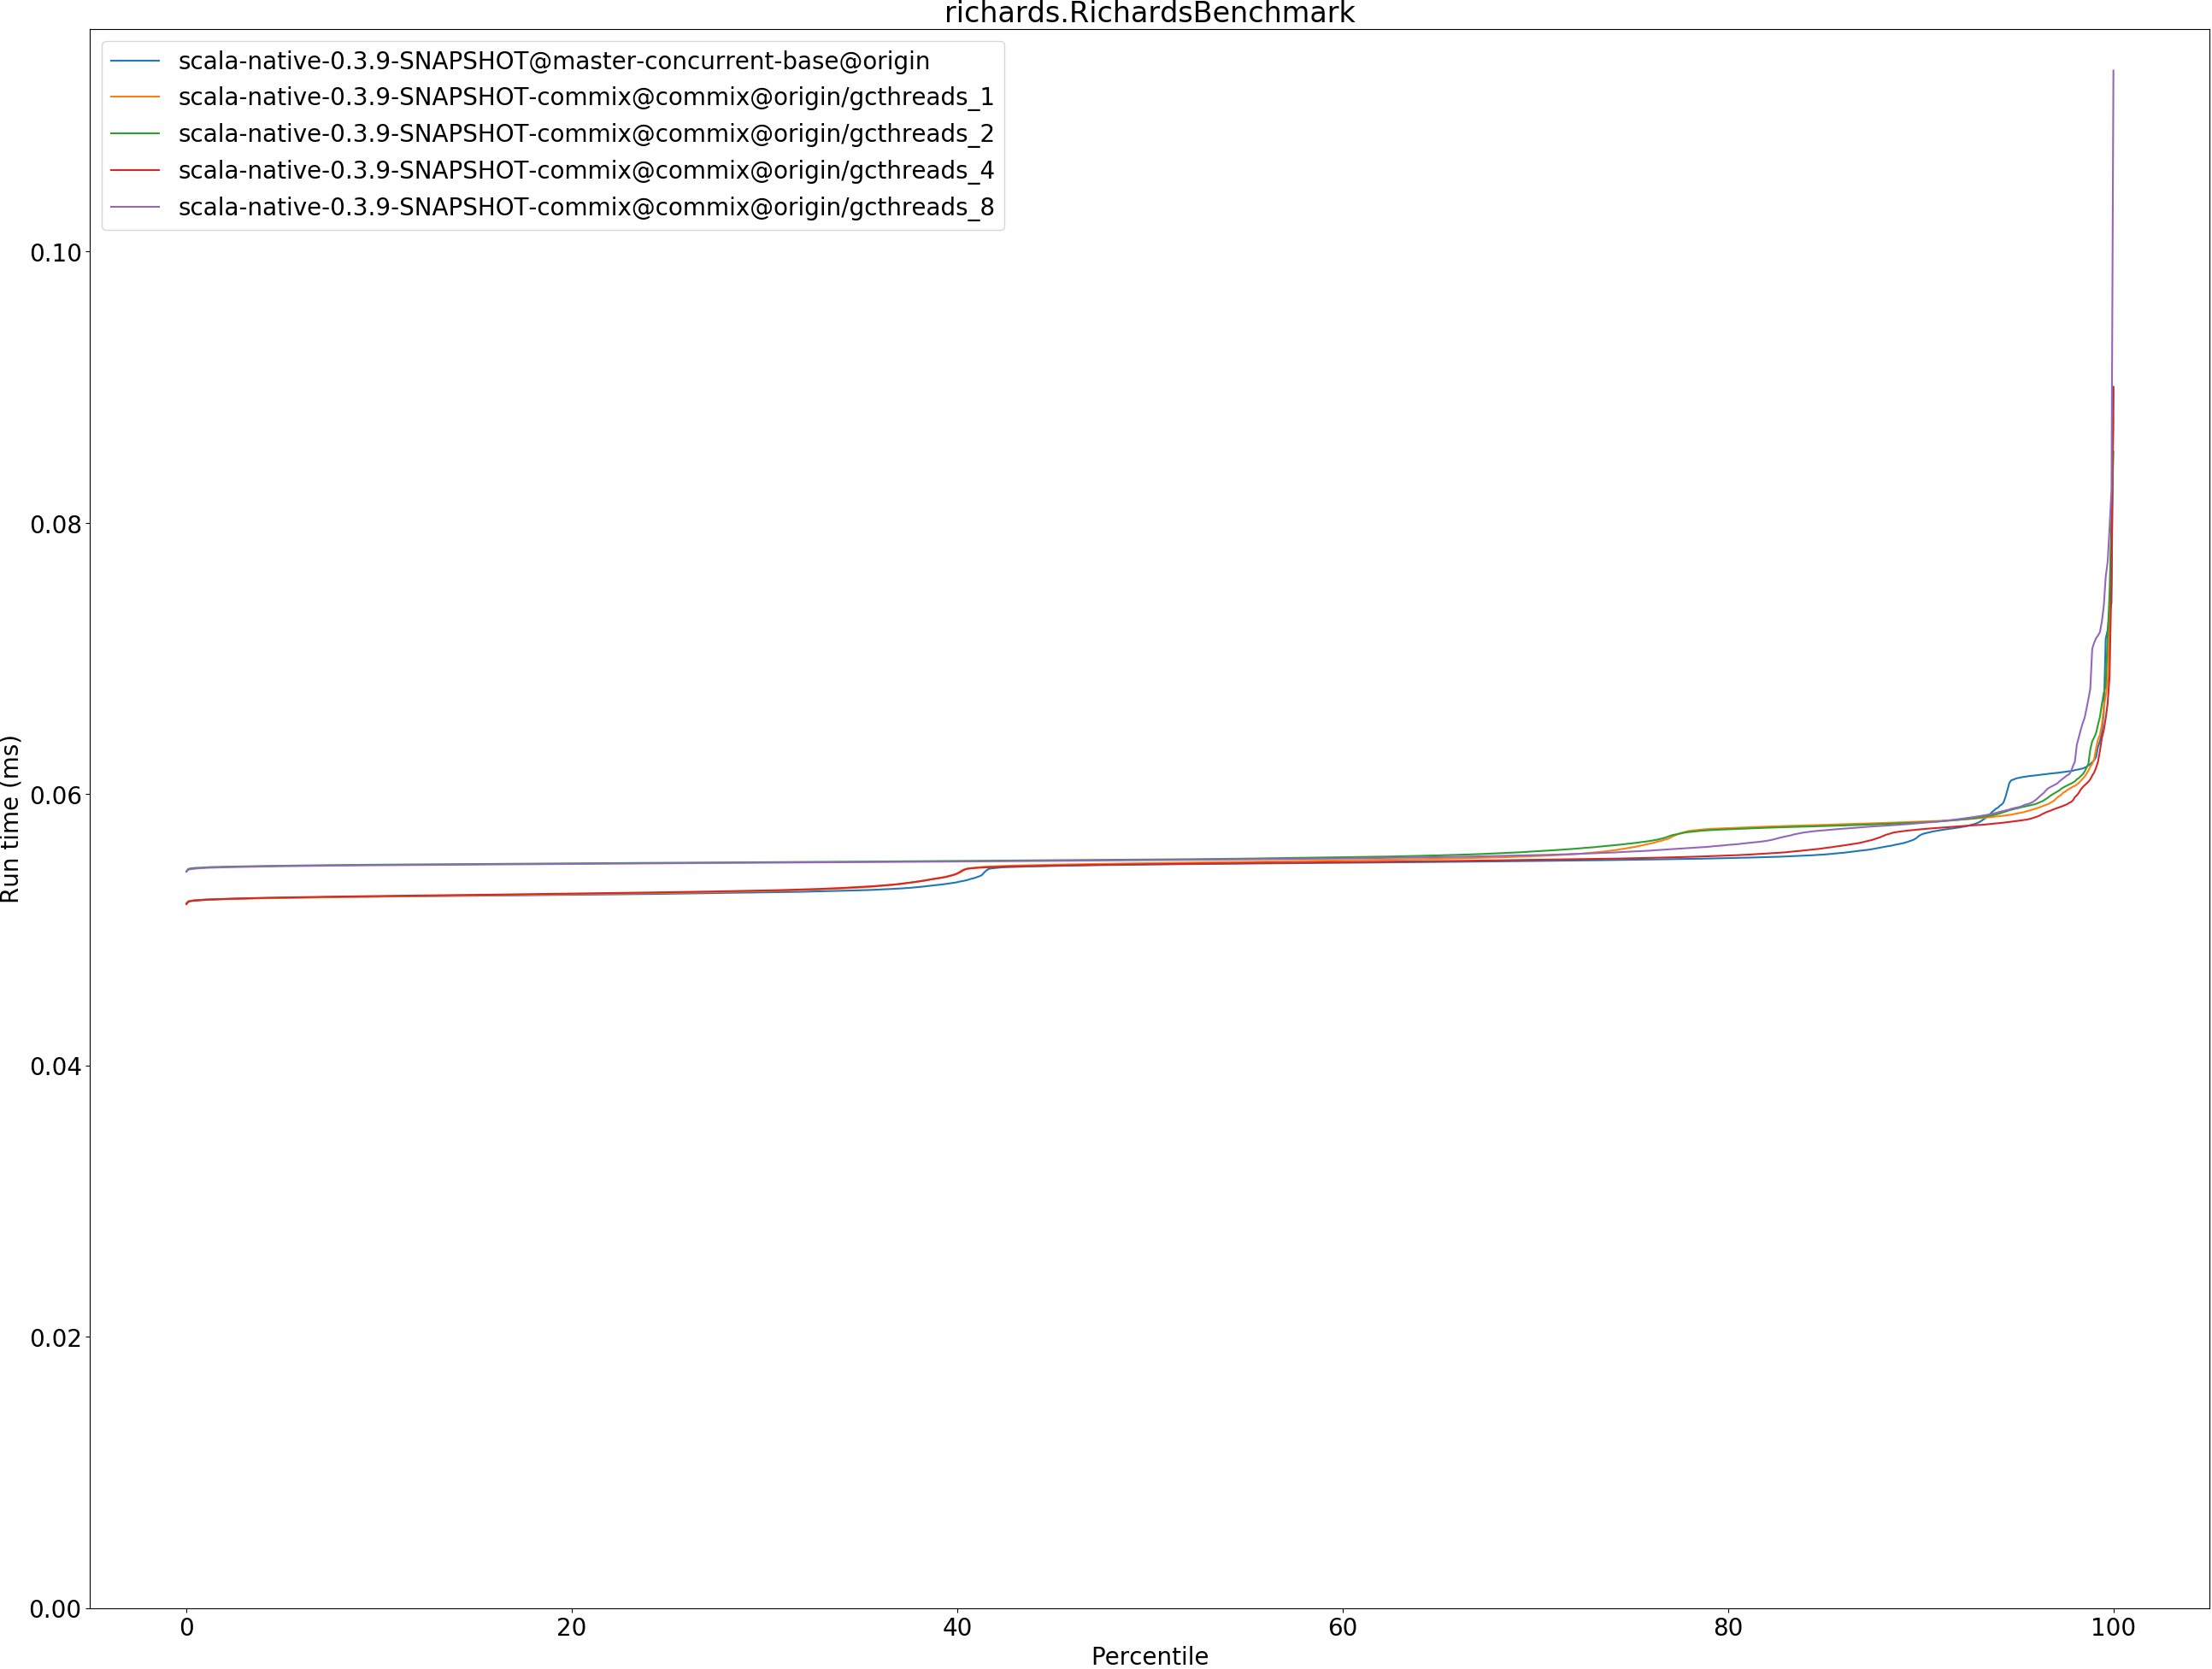 richards.RichardsBenchmark
scala-native-0.3.9-SNAPSHOT@master-concurrent-base@origin
scala-native-0.3.9-SNAPSHOT-commix@commix@origin/gcthreads_1
scala-native-0.3.9-SNAPSHOT-commix@commix@origin/gcthreads_2
scala-native-0.3.9-SNAPSHOT-commix@commix@origin/gcthreads_4
scala-native-0.3.9-SNAPSHOT-commix@commix@origin/gcthreads_8
0.10
0.08
0.06
0.04
0.02
0.00
Run time (ms)
0 20 40 60 80 100
Percentile